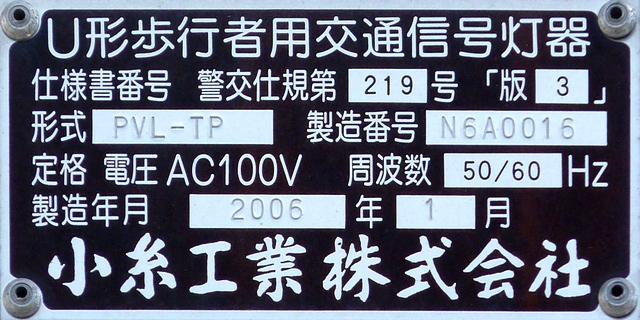 U形歩行者用交通信号灯器
仕様書番号 警交仕規第 219 号 「版 3 」
形式 PVL-TP 製造番号 N6A0016
定格 電圧 AC100V 周波数 50/60 Hz
製造年月 2006 年 1 月
小糸工業株式会社